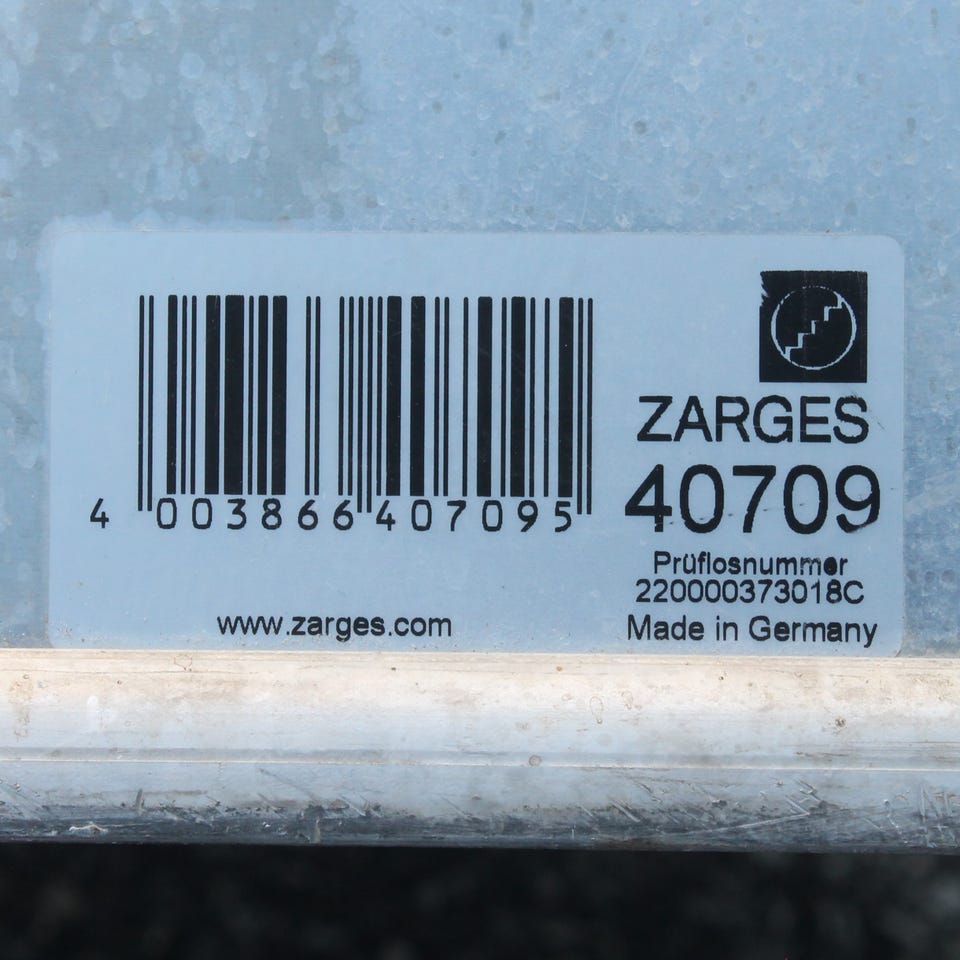 4 003866 407095
www.zarges.com
ZARGES
40709
Prüflosnummer
220000373018C
Made in Germany